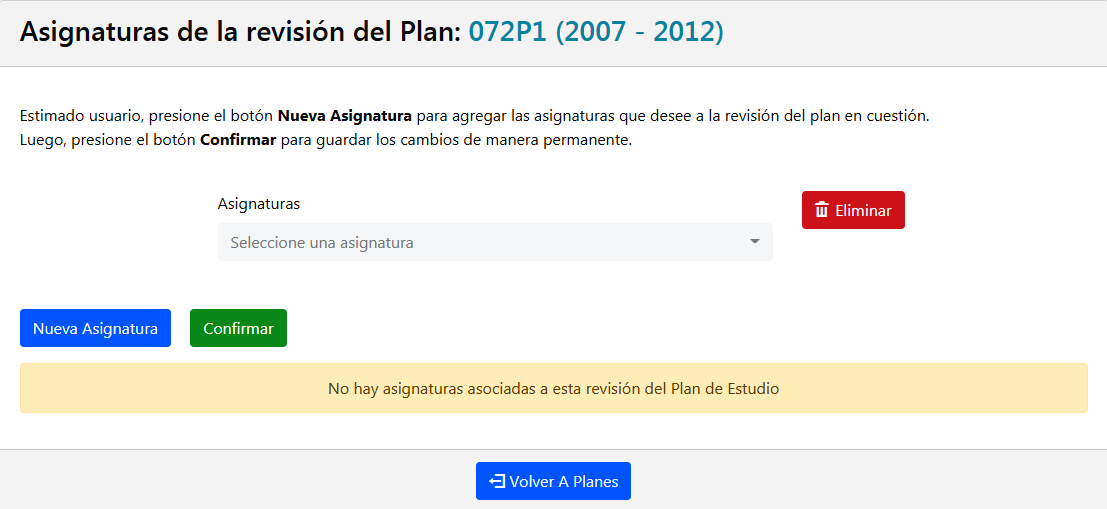 Asignaturas de la revisión del Plan: 072P1 (2007 - 2012)
Estimado usuario, presione el botón Nueva Asignatura para agregar las asignaturas que desee a la revisión del plan en cuestión.
Luego, presione el botón Confirmar para guardar los cambios de manera permanente.
Asignaturas
Eliminar
Seleccione una asignatura
Nueva Asignatura
Confirmar
No hay asignaturas asociadas a esta revisión del Plan de Estudio
Volver A Planes